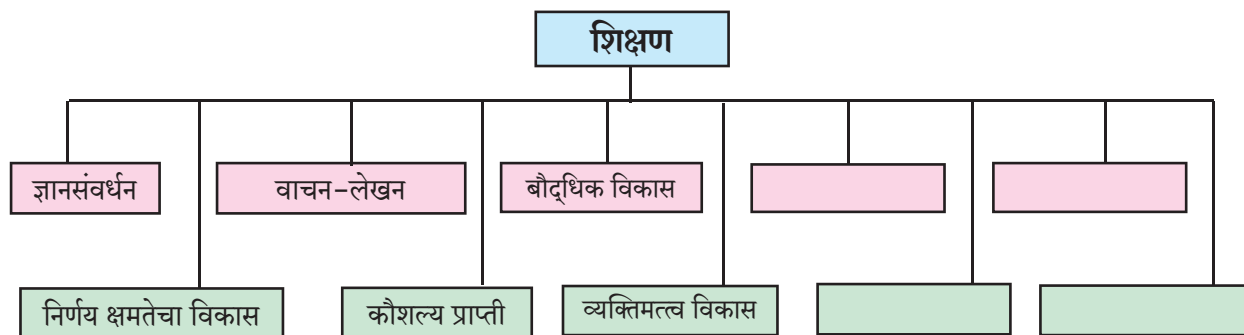 शिक्षण
ज्ञानसंवर्धन
वाचन-लेखन
बौद्‌धिक विकास
निर्णय क्षमतेचा विकास
कौशल्य प्राप्ती
व्यक्तिमत्त्व विकास